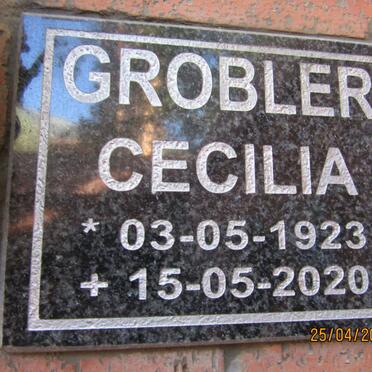 GROBLER
CECILIA
* 03-05-1923
+ 15-05-2020